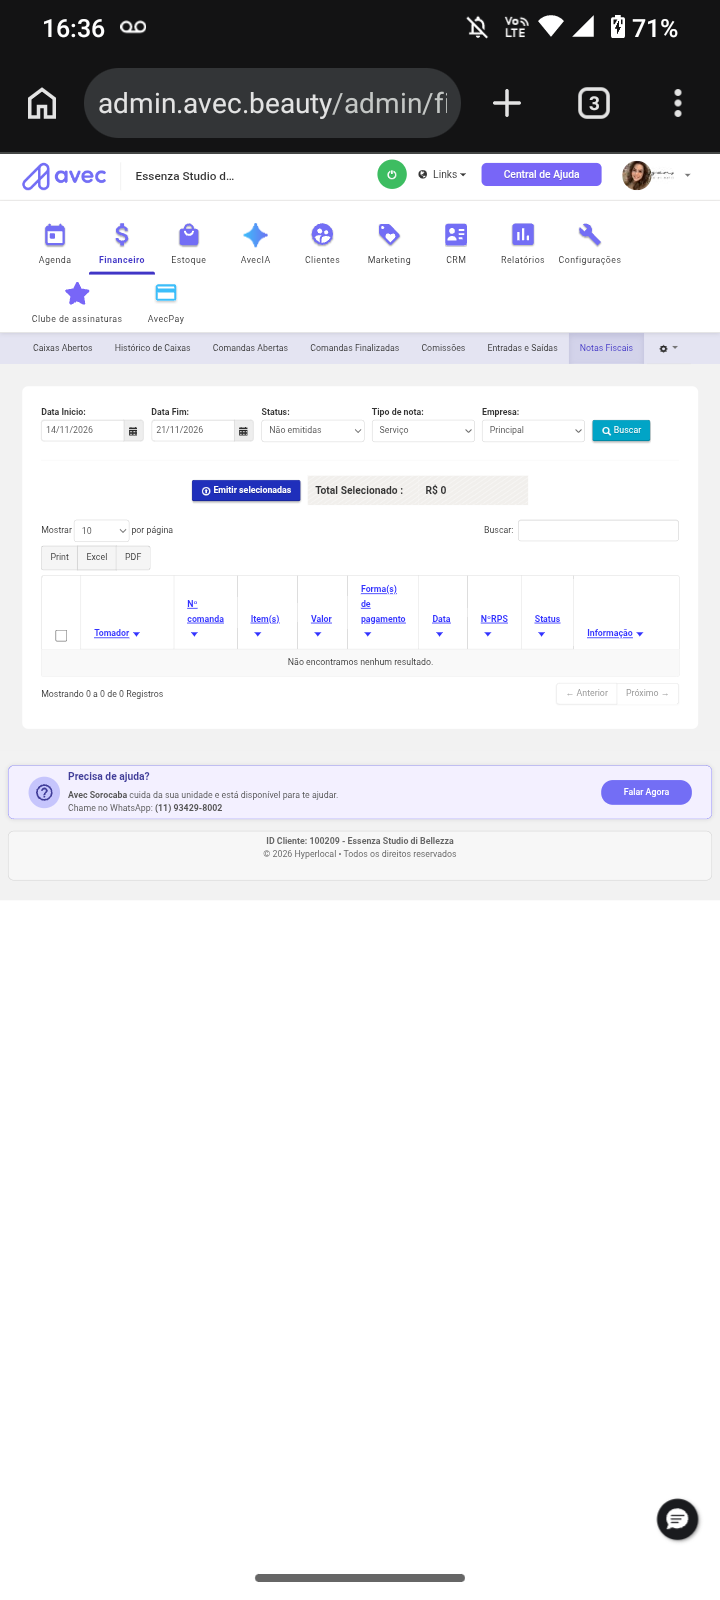 16:36
Vo LTE
71%
admin.avec.beauty/admin/fi
3
avec
Essenza Studio d...
Links
Central de Ajuda
Agenda
Financeiro
Estoque
AvecIA
Clientes
Marketing
CRM
Relatórios
Configurações
Clube de assinaturas
AvecPay
Caixas Abertos
Histórico de Caixas
Comandas Abertas
Comandas Finalizadas
Comissões
Entradas e Saídas
Notas Fiscais
Data Inicio:
Data Fim:
Status:
Tipo de nota:
Empresa:
14/11/2026
21/11/2026
Não emitidas
Serviço
Principal
Buscar
Emitir selecionadas
Total Selecionado :
R$ 0
Mostrar 10 por página
Buscar:
Print
Excel
PDF
Tomador
Nº comanda
Item(s)
Valor
Forma(s) de pagamento
Data
NºRPS
Status
Informação
Não encontramos nenhum resultado.
Mostrando 0 a 0 de 0 Registros
← Anterior
Próximo →
Precisa de ajuda?
Avec Sorocaba cuida da sua unidade e está disponível para te ajudar.
Chame no WhatsApp: (11) 93429-8002
Falar Agora
ID Cliente: 100209 - Essenza Studio di Bellezza
© 2026 Hyperlocal • Todos os direitos reservados